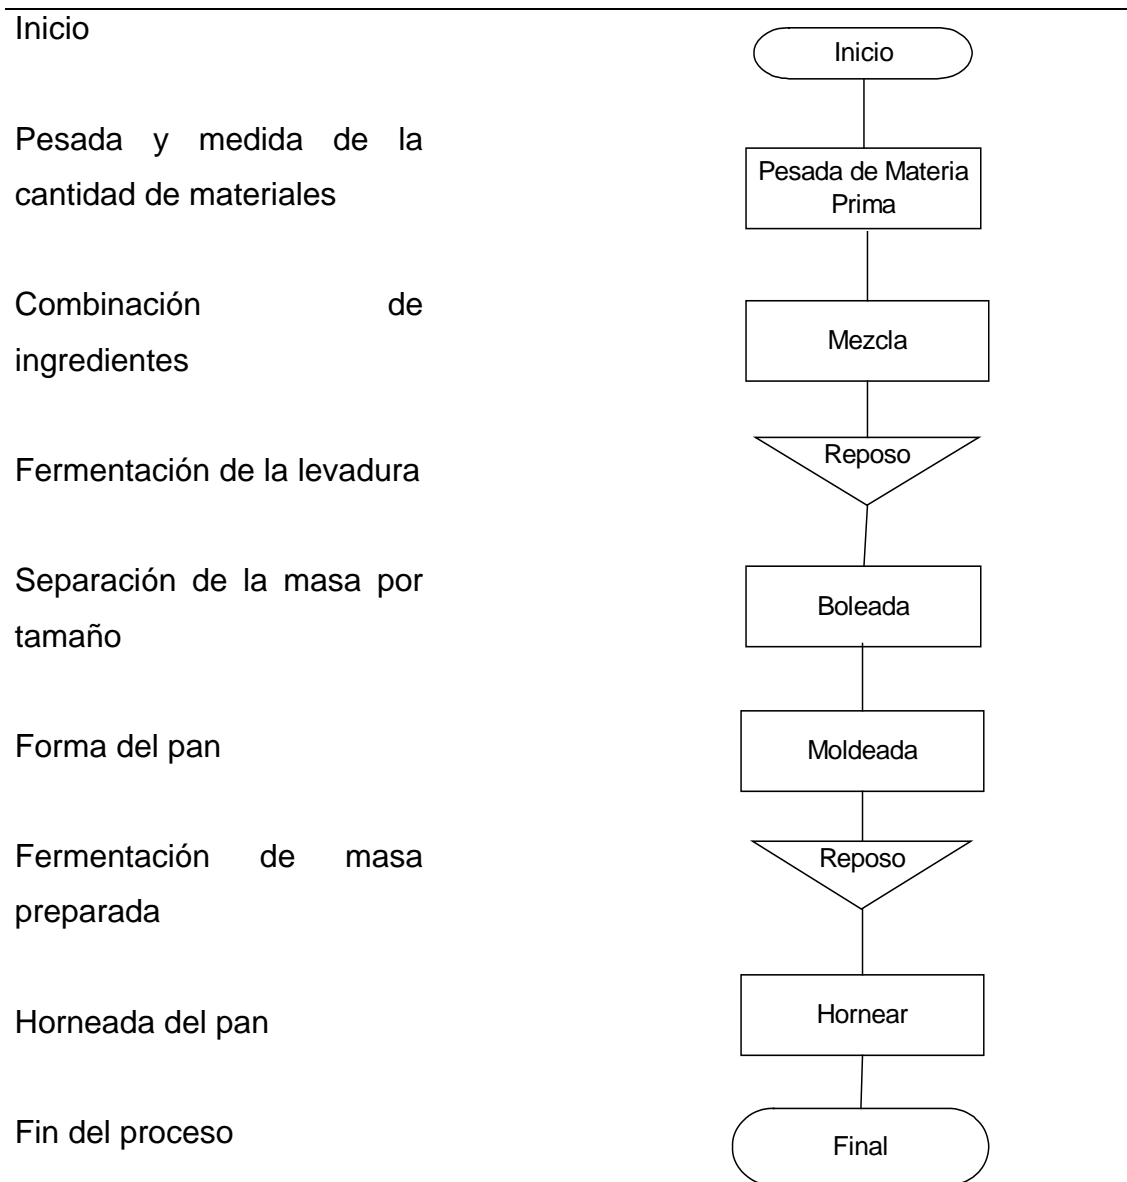 Inicio
Inicio
Pesada y medida de la
cantidad de materiales
Pesada de Materia
Prima
Combinación de
ingredientes
Mezcla
Fermentación de la levadura
Reposo
Separación de la masa por
tamaño
Boleada
Forma del pan
Moldeada
Fermentación de masa
preparada
Reposo
Horneada del pan
Hornear
Fin del proceso
Final